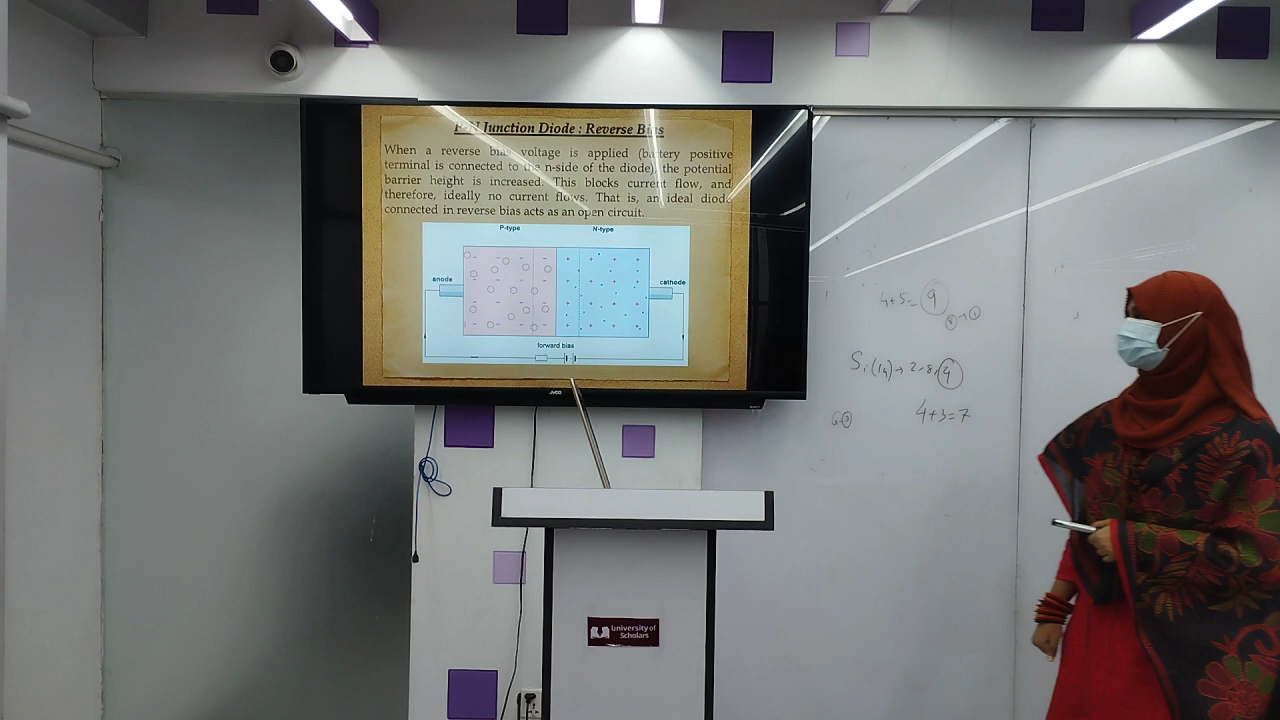 P-N Junction Diode : Reverse Bias
When a reverse bias voltage is applied (battery positive
terminal is connected to the n-side of the diode), the potential
barrier height is increased. This blocks current flow, and
therefore, ideally no current flows. That is, an ideal diode
connected in reverse bias acts as an open circuit.
P-type N-type
anode cathode
forward bias
JVCO
4+5=9
Si(14)→2,8,4
4+3=7
University of
Scholars